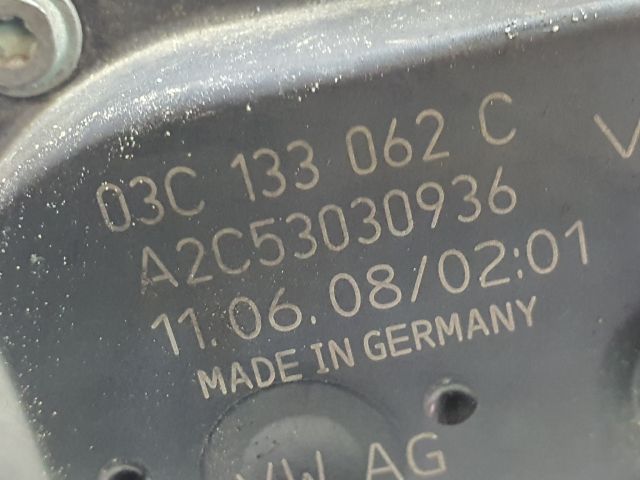 03C 133 062 C
A2C53030936
11.06.08/02:01
MADE IN GERMANY
VW AG